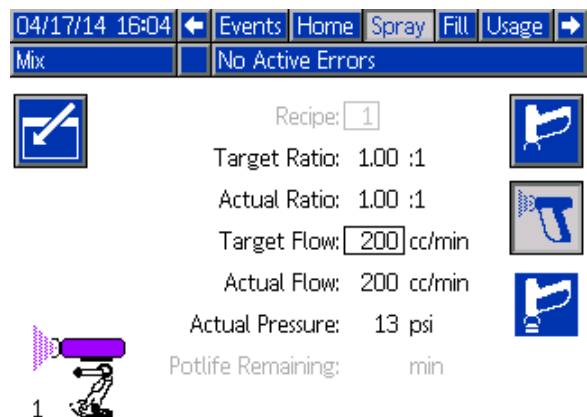 04/17/14 16:04 Events Home Spray Fill Usage
Mix No Active Errors
Recipe: 1
Target Ratio: 1.00 :1
Actual Ratio: 1.00 :1
Target Flow: 200 cc/min
Actual Flow: 200 cc/min
Actual Pressure: 13 psi
Potlife Remaining: min
1